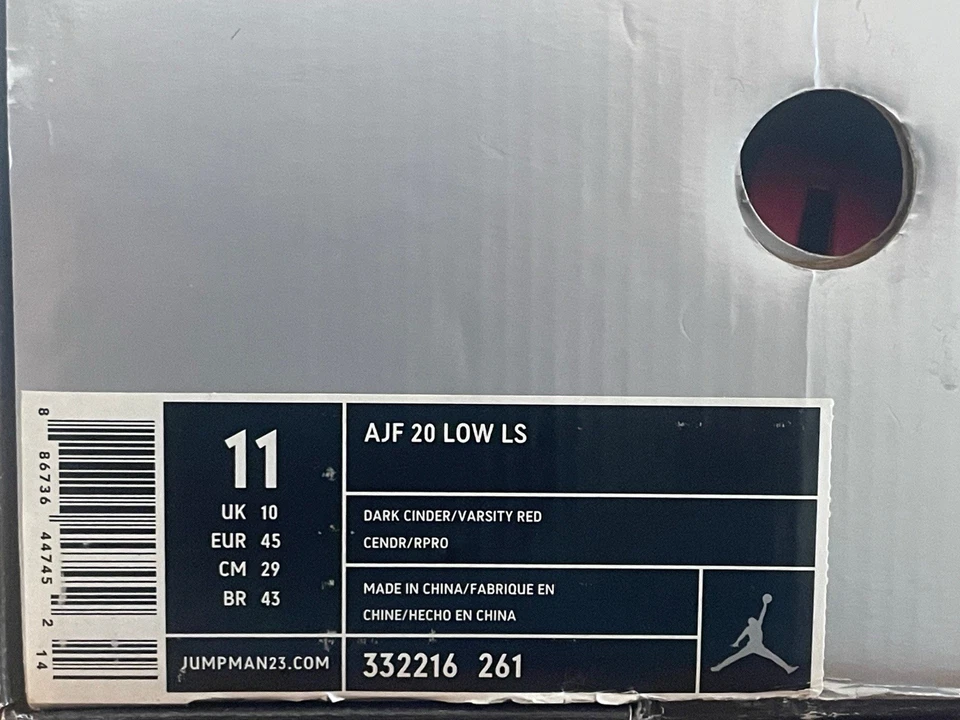 8 86736 44745 2 14
11
UK 10
EUR 45
CM 29
BR 43
JUMPMAN23.COM
AJF 20 LOW LS
DARK CINDER/VARSITY RED
CENDR/RPRO
MADE IN CHINA/FABRIQUE EN
CHINE/HECHO EN CHINA
332216 261